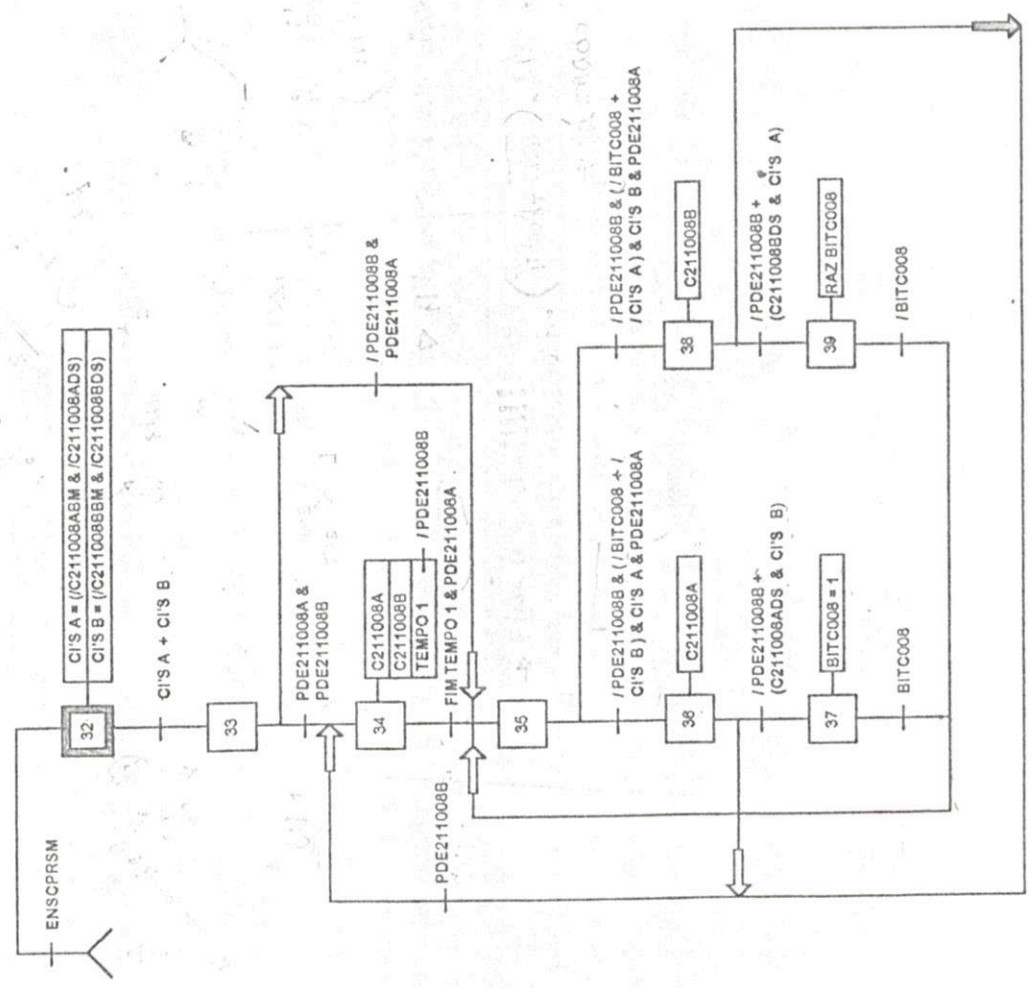 ENSCPRSM
32
CI'S A = (/C211008ABM & /C211008ADS)
CI'S B = (/C211008BBM & /C211008BDS)
CI'S A + CI'S B
33
PDE211008A &
PDE211008B
/PDE211008B &
PDE211008A
34
C211008A
C211008B
TEMPO 1
/PDE211008B
FIM TEMPO 1 & PDE211008A
PDE211008B
35
/PDE211008B & (/BITC008 + /
CI'S B) & CI'S A & PDE211008A
/PDE211008B & (/BITC008 +
/CI'S A) & CI'S B & PDE211008A
36
C211008A
38
C211008B
/PDE211008B +
(C211008ADS & CI'S B)
/PDE211008B +
(C211008BDS & CI'S A)
37
BITC008 = 1
39
RAZ BITC008
BITC008
/BITC008